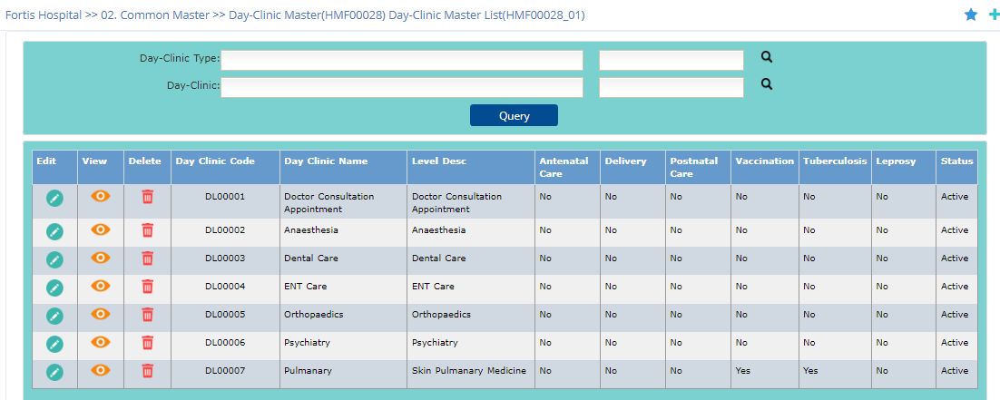 Fortis Hospital >> 02. Common Master >> Day-Clinic Master(HMF00028) Day-Clinic Master List(HMF00028_01)
Day-Clinic Type:
Day-Clinic:
Query
Edit View Delete Day Clinic Code Day Clinic Name Level Desc Antenatal Care Delivery Postnatal Care Vaccination Tuberculosis Leprosy Status
DL00001 Doctor Consultation Appointment Doctor Consultation Appointment No No No No No No Active
DL00002 Anaesthesia Anaesthesia No No No No No No Active
DL00003 Dental Care Dental Care No No No No No No Active
DL00004 ENT Care ENT Care No No No No No No Active
DL00005 Orthopaedics Orthopaedics No No No No No No Active
DL00006 Psychiatry Psychiatry No No No No No No Active
DL00007 Pulmanary Skin Pulmanary Medicine No No No Yes Yes No Active